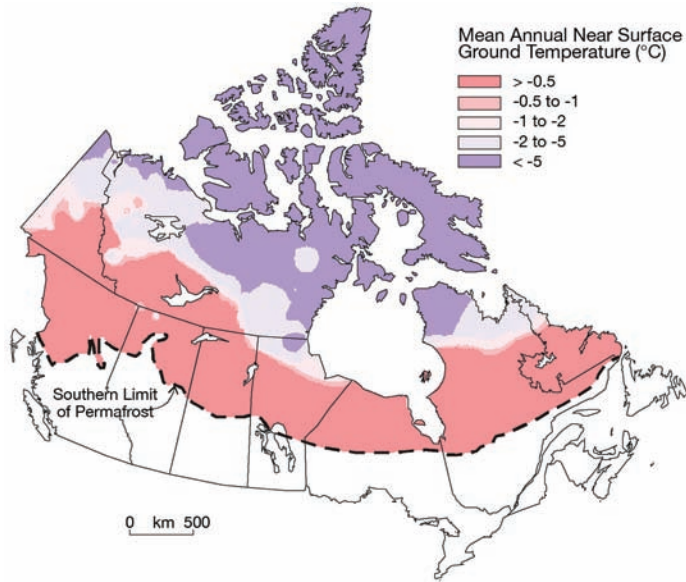 Mean Annual Near Surface
Ground Temperature (°C)
> -0.5
-0.5 to -1
-1 to -2
-2 to -5
< -5
Southern Limit
of Permafrost
0 km 500